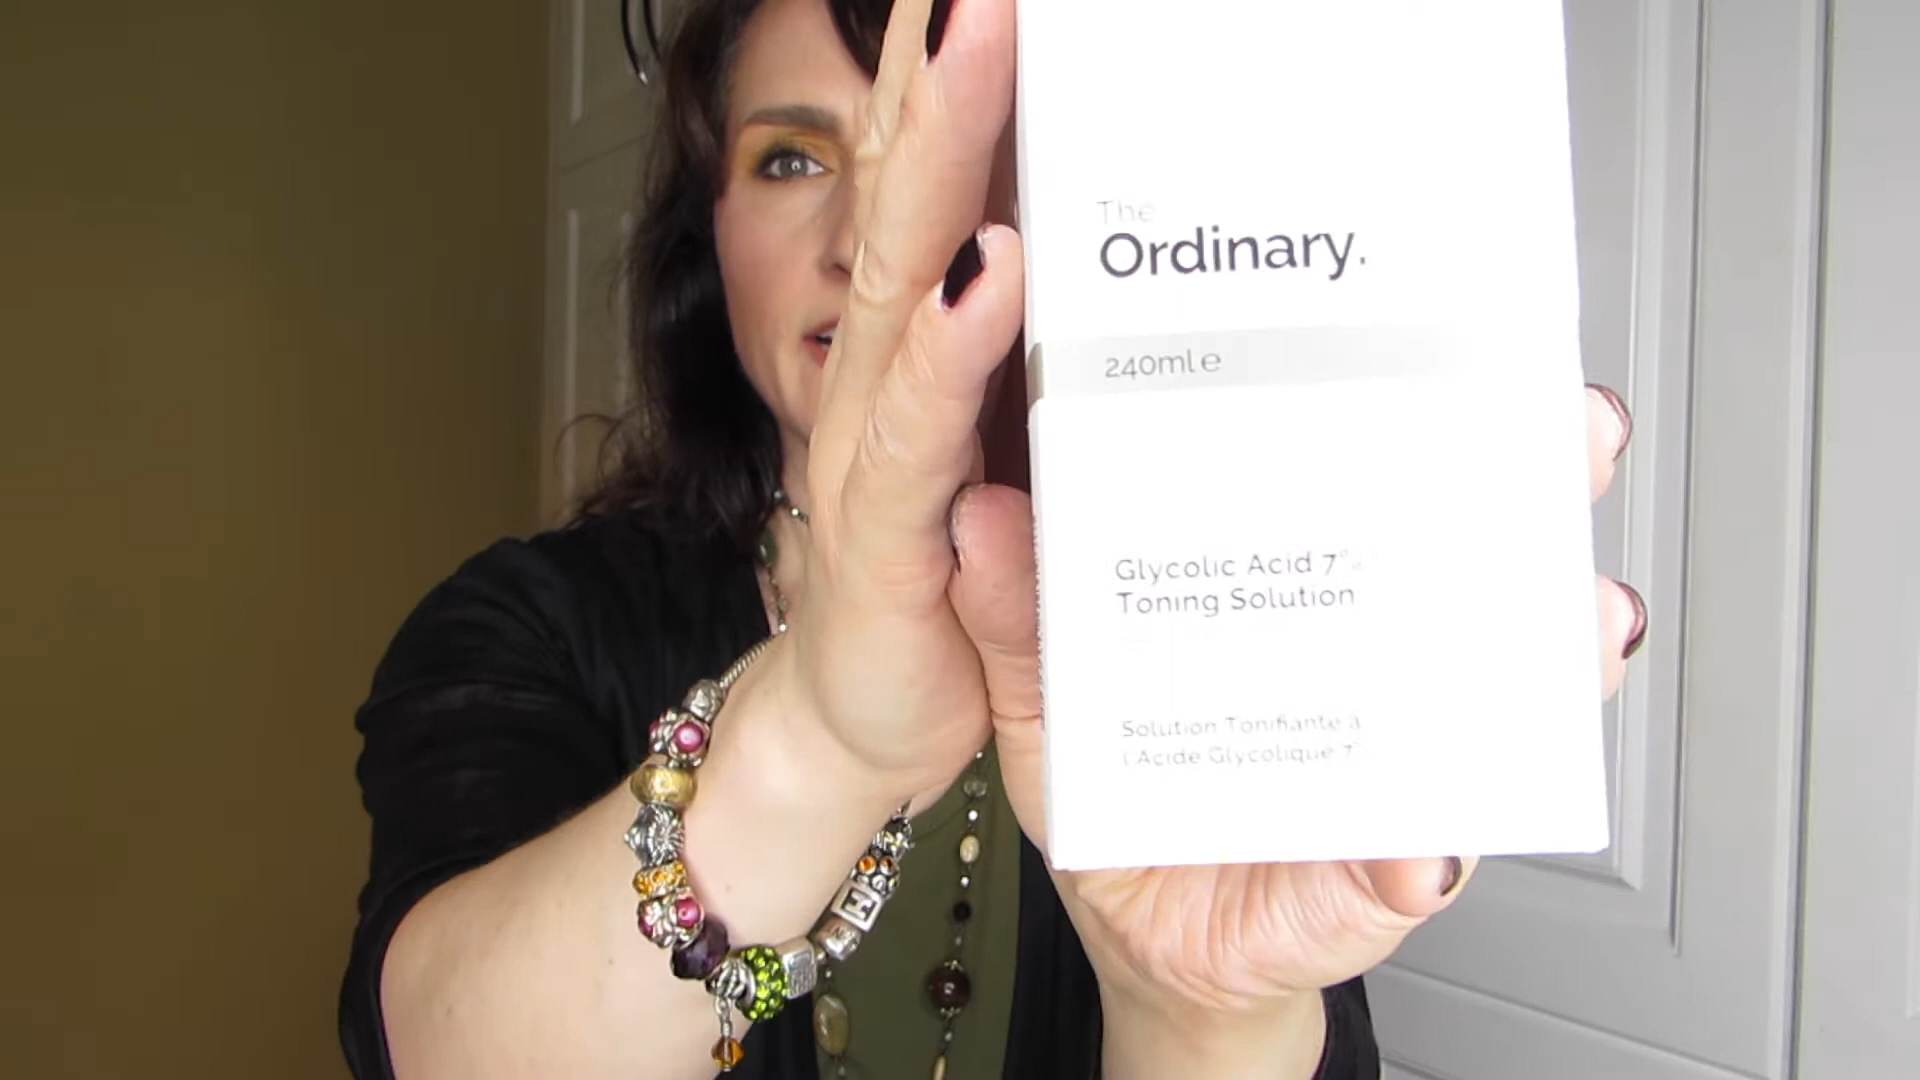 The
Ordinary.
240ml e
Glycolic Acid 7%
Toning Solution
Solution Tonifiante à
l'Acide Glycolique 7%
H